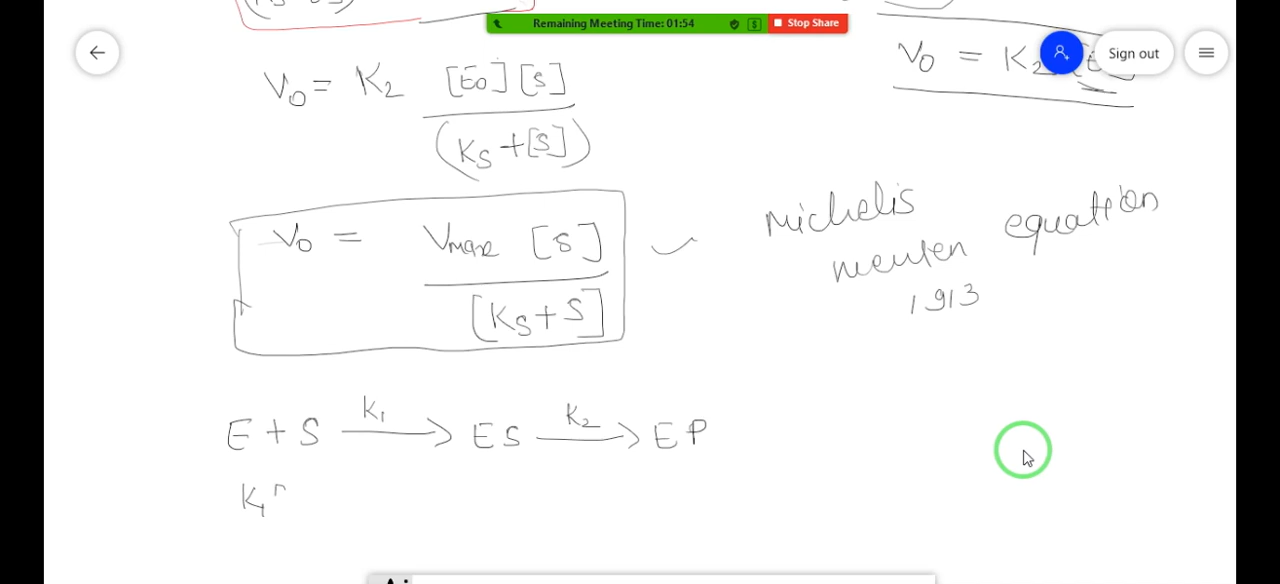 Remaining Meeting Time: 01:54 $ Stop Share
V0 = K2
Sign out
V0 = K2 [E0] [S]
(Ks + [S])
V0 = Vmax [S]
[Ks + S]
Michelis
menten equation
1913
E + S K1 → ES K2 → EP
K1